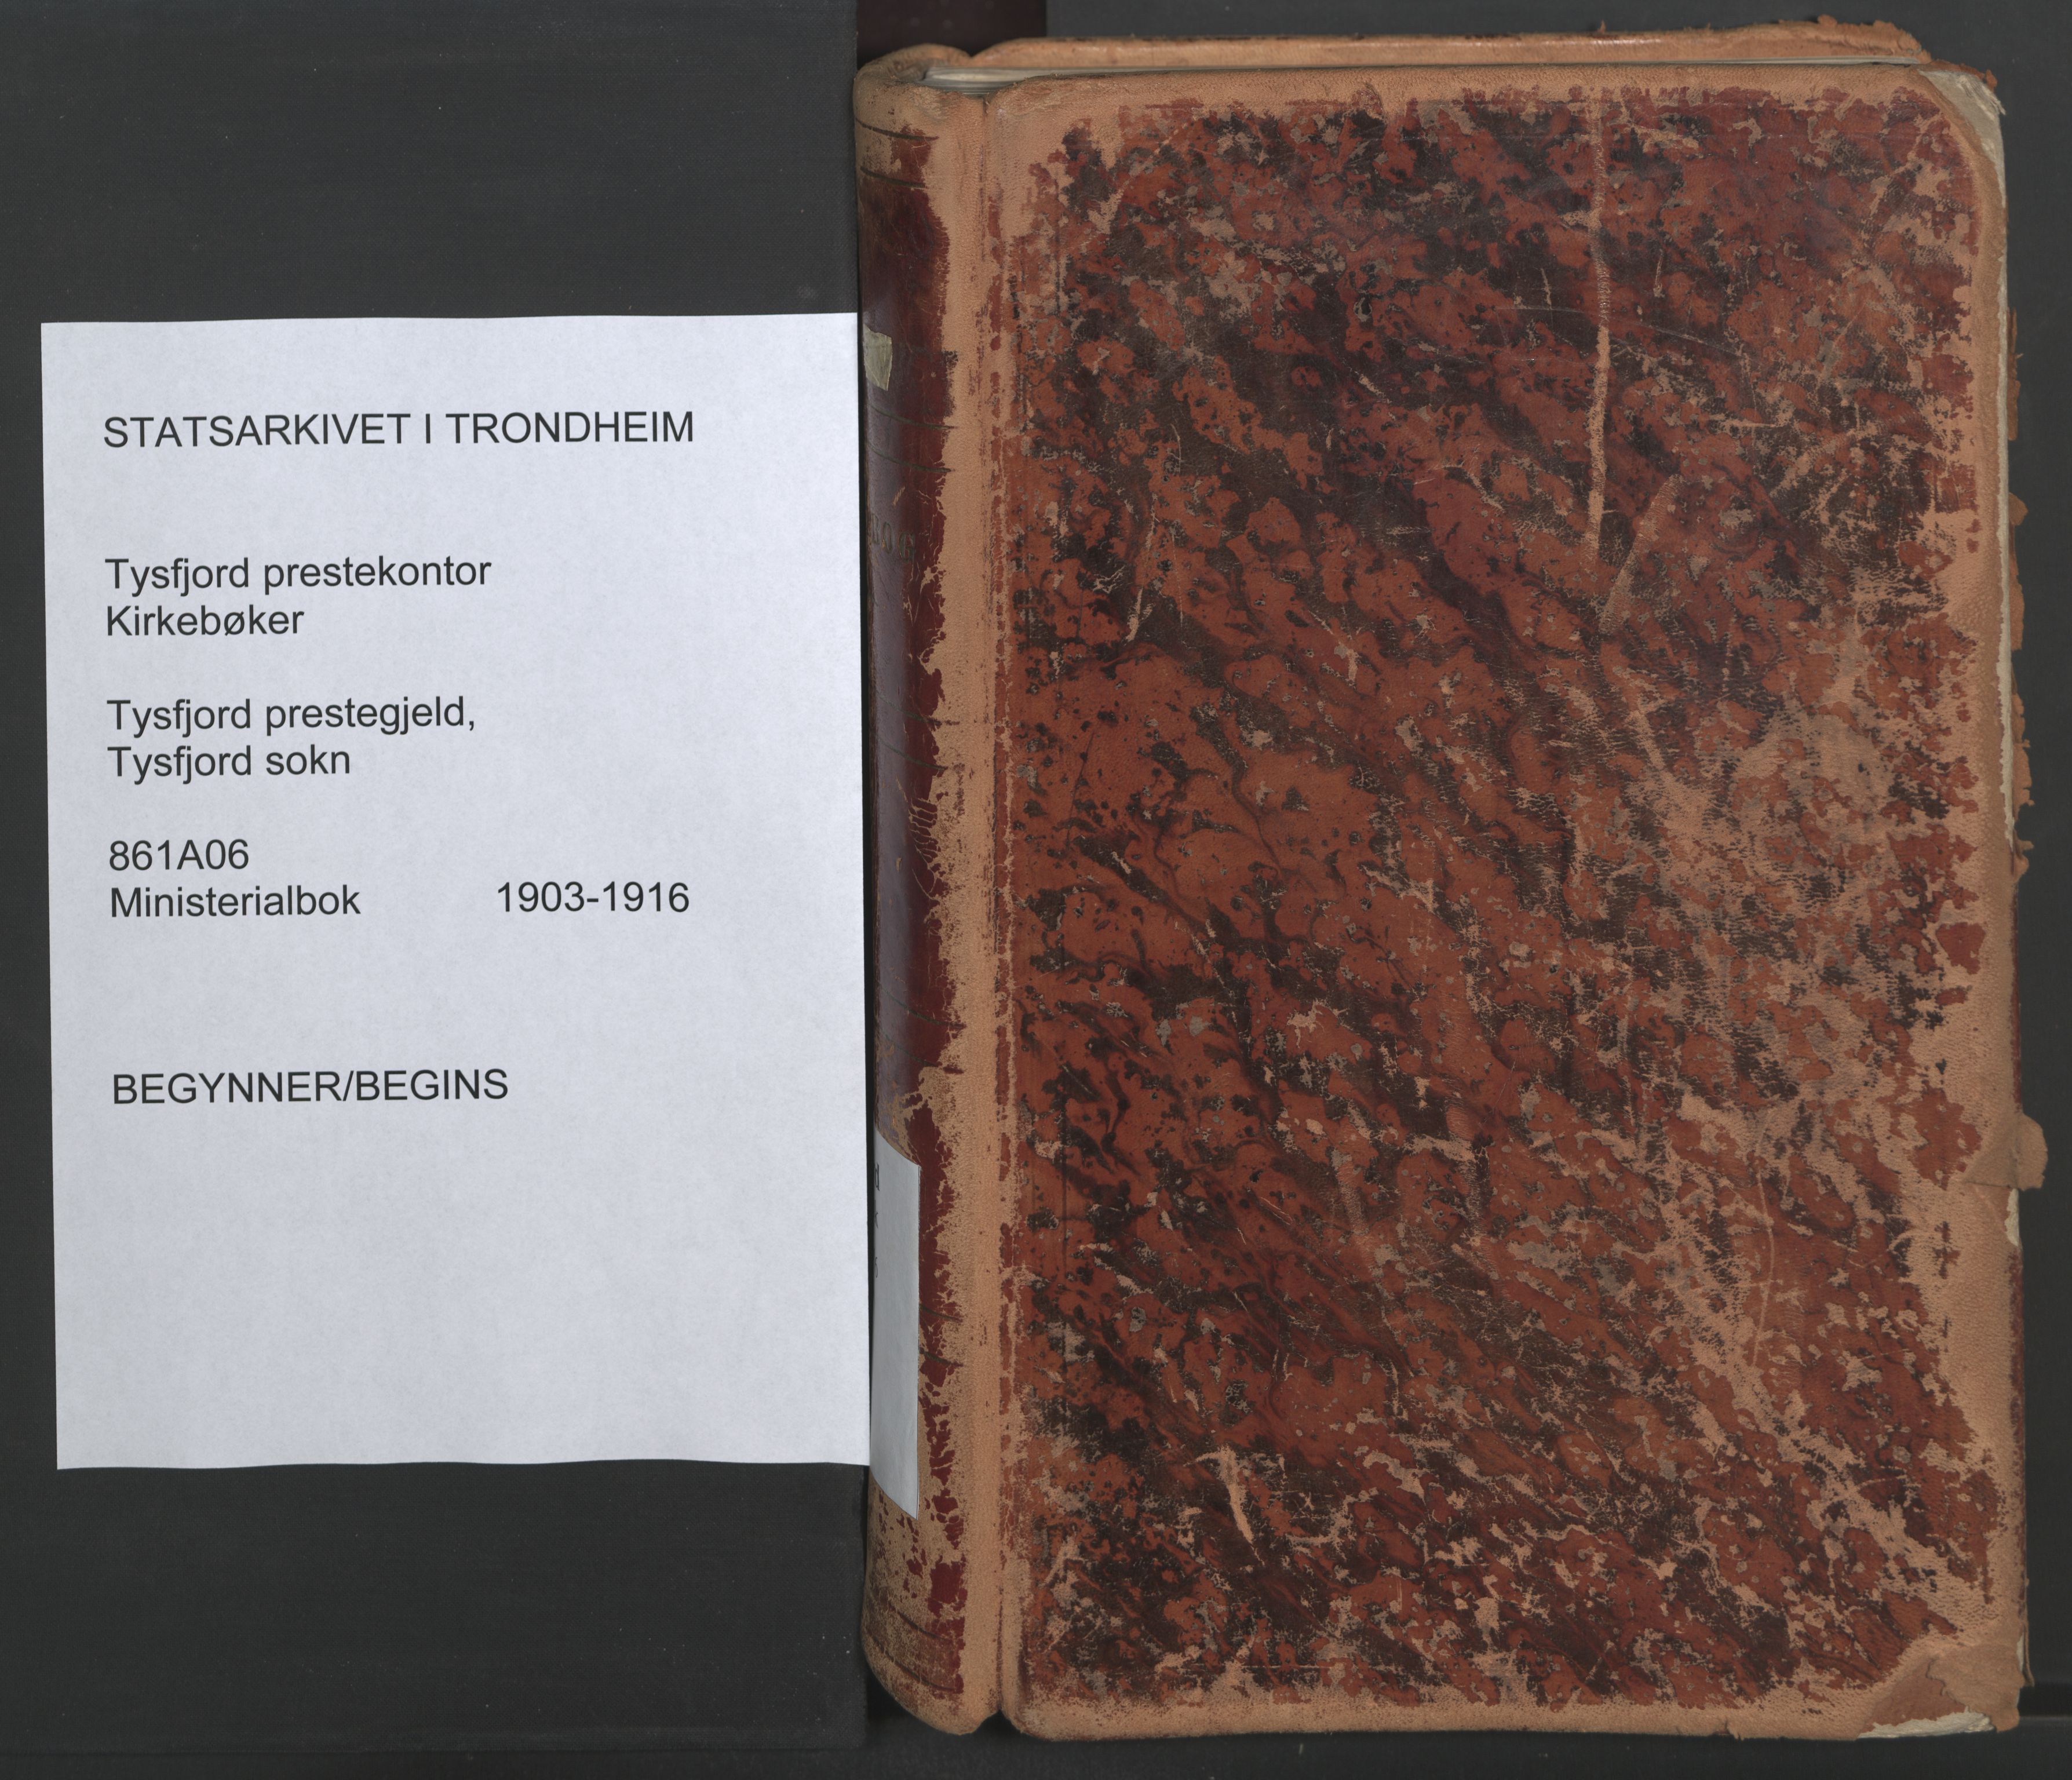 STATSARKIVET I TRONDHEIM
Tysfjord prestekontor
Kirkebøker
Tysfjord prestegjeld,
Tysfjord sokn
861A06
Ministerialbok 1903-1916
BEGYNNER/BEGINS